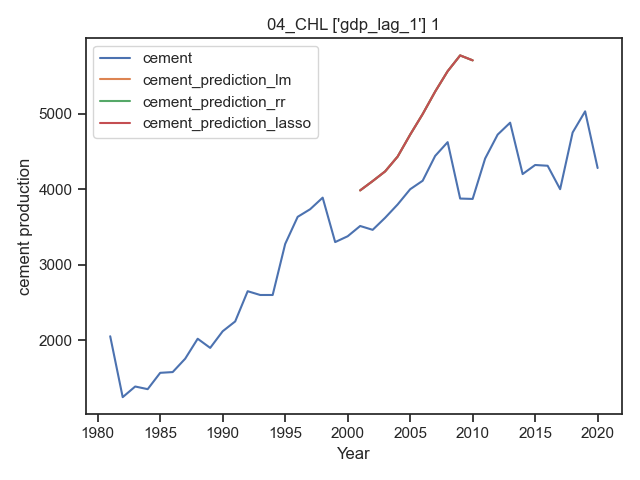 04_CHL ['gdp_lag_1'] 1
cement
cement_prediction_lm
cement_prediction_rr
cement_prediction_lasso
5000
4000
3000
2000
cement production
1980 1985 1990 1995 2000 2005 2010 2015 2020
Year